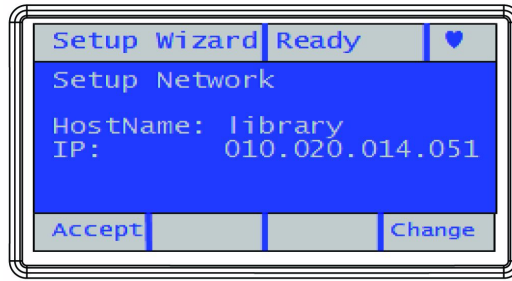 Setup Wizard Ready ♥
Setup Network
HostName: library
IP: 010.020.014.051
Accept Change